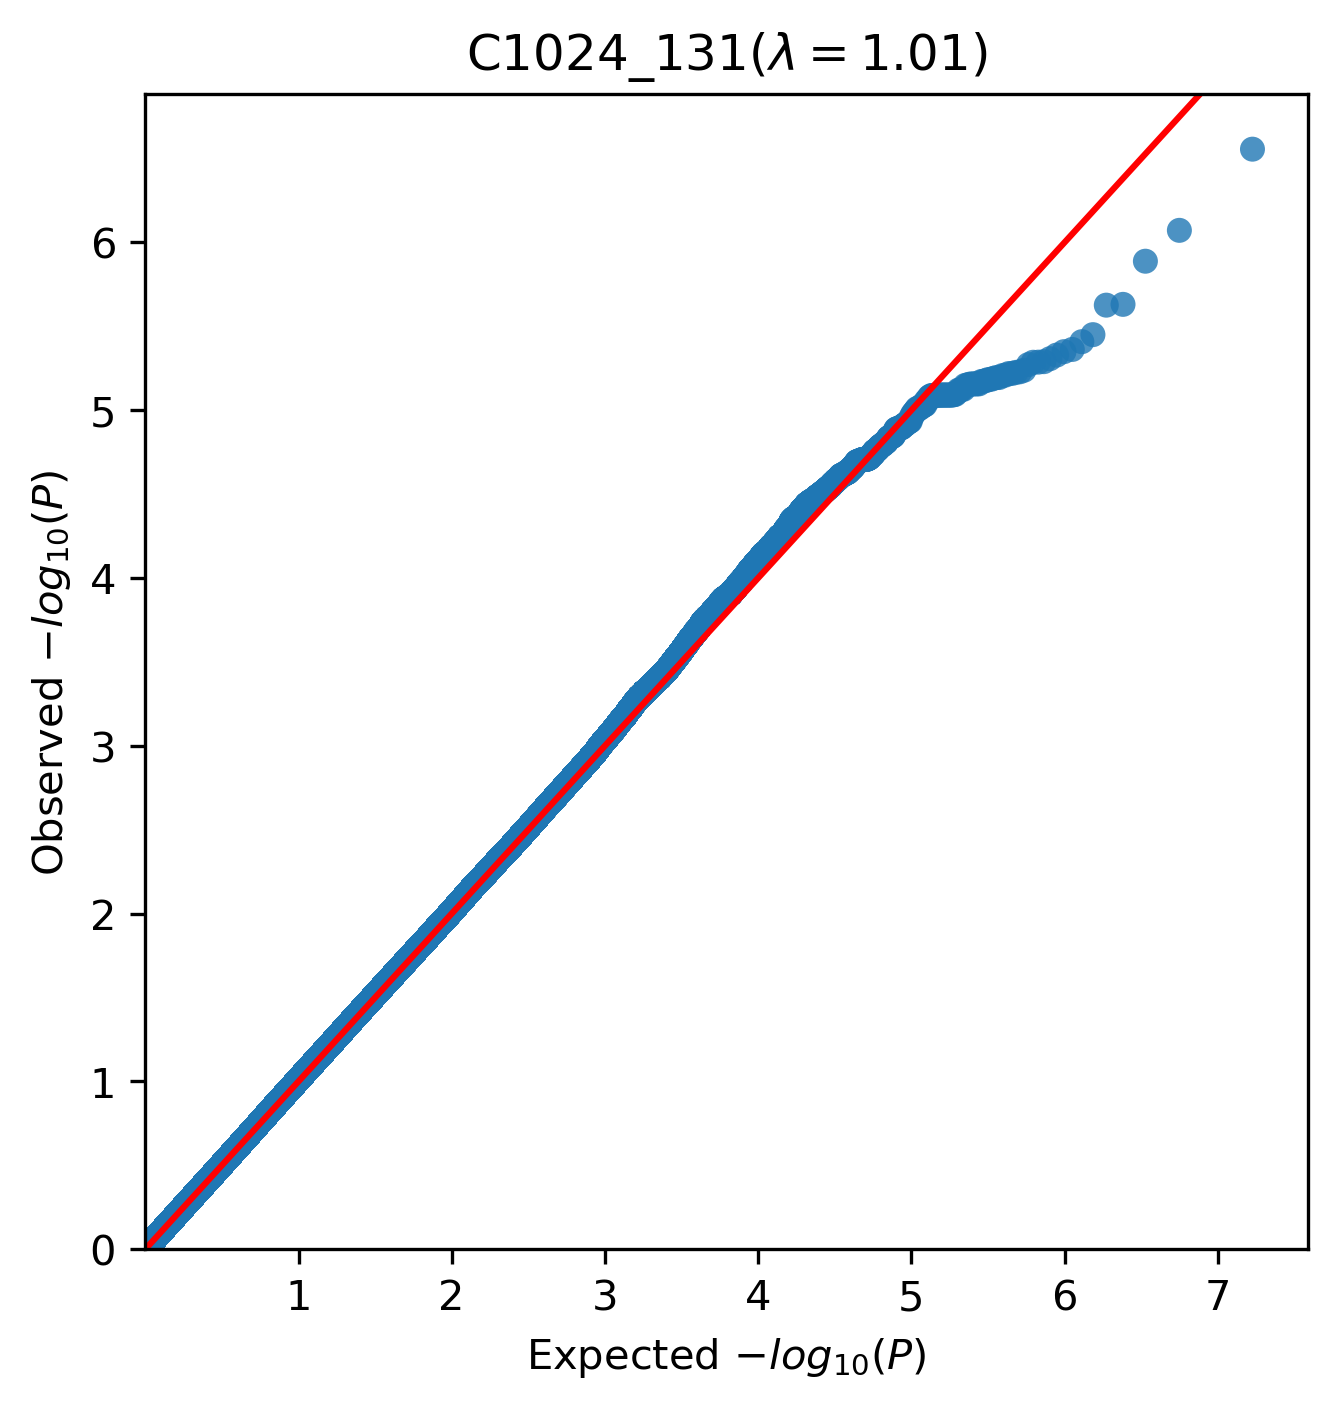 C1024_131(λ = 1.01)
Observed −log₁₀(P)
6
5
4
3
2
1
0
1 2 3 4 5 6 7
Expected −log₁₀(P)